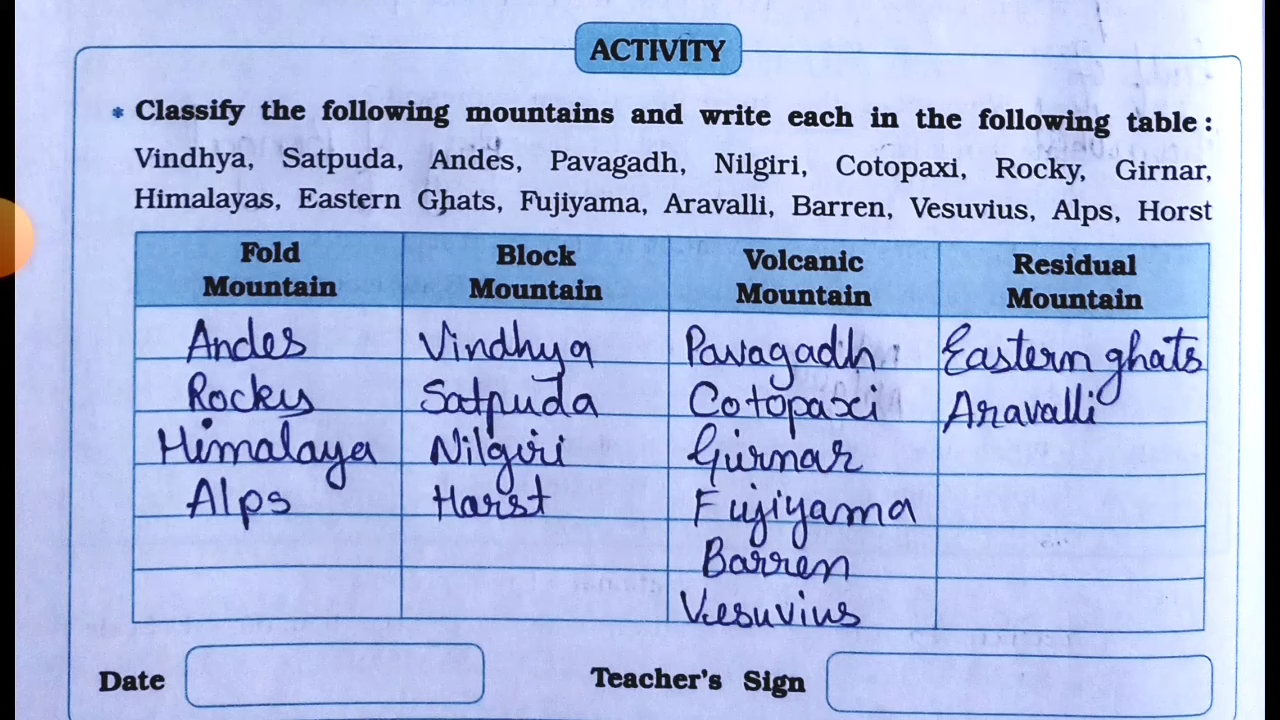 ACTIVITY
* Classify the following mountains and write each in the following table :
Vindhya, Satpuda, Andes, Pavagadh, Nilgiri, Cotopaxi, Rocky, Girnar,
Himalayas, Eastern Ghats, Fujiyama, Aravalli, Barren, Vesuvius, Alps, Horst
Fold Mountain Block Mountain Volcanic Mountain Residual Mountain
Andes Vindhya Pavagadh Eastern ghats
Rocky Satpuda Cotopaxi Aravalli
Himalaya Nilgiri Girnar
Alps Harst Fujiyama
Barren
Vesuvius
Date Teacher's Sign